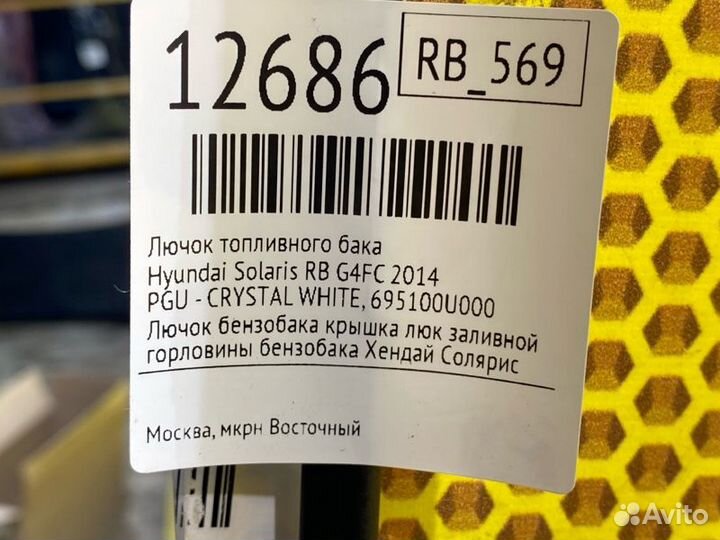 12686
RB_569
Лючок топливного бака
Hyundai Solaris RB G4FC 2014
PGU - CRYSTAL WHITE, 695100U000
Лючок бензобака крышка люк заливной
горловины бензобака Хендай Солярис
Москва, мкрн Восточный
Avito